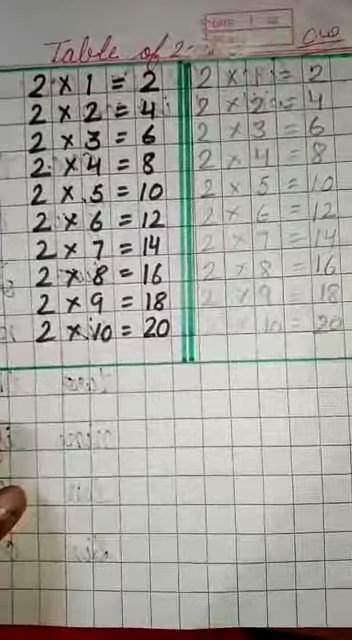 DATE
Table of 2
C.W
2 × 1 = 2
2 × 2 = 4
2 × 3 = 6
2 × 4 = 8
2 × 5 = 10
2 × 6 = 12
2 × 7 = 14
2 × 8 = 16
2 × 9 = 18
2 × 10 = 20
2 × 1 = 2
2 × 2 = 4
2 × 3 = 6
2 × 4 = 8
2 × 5 = 10
2 × 6 = 12
2 × 7 = 14
2 × 8 = 16
2 × 9 = 18
2 × 10 = 20